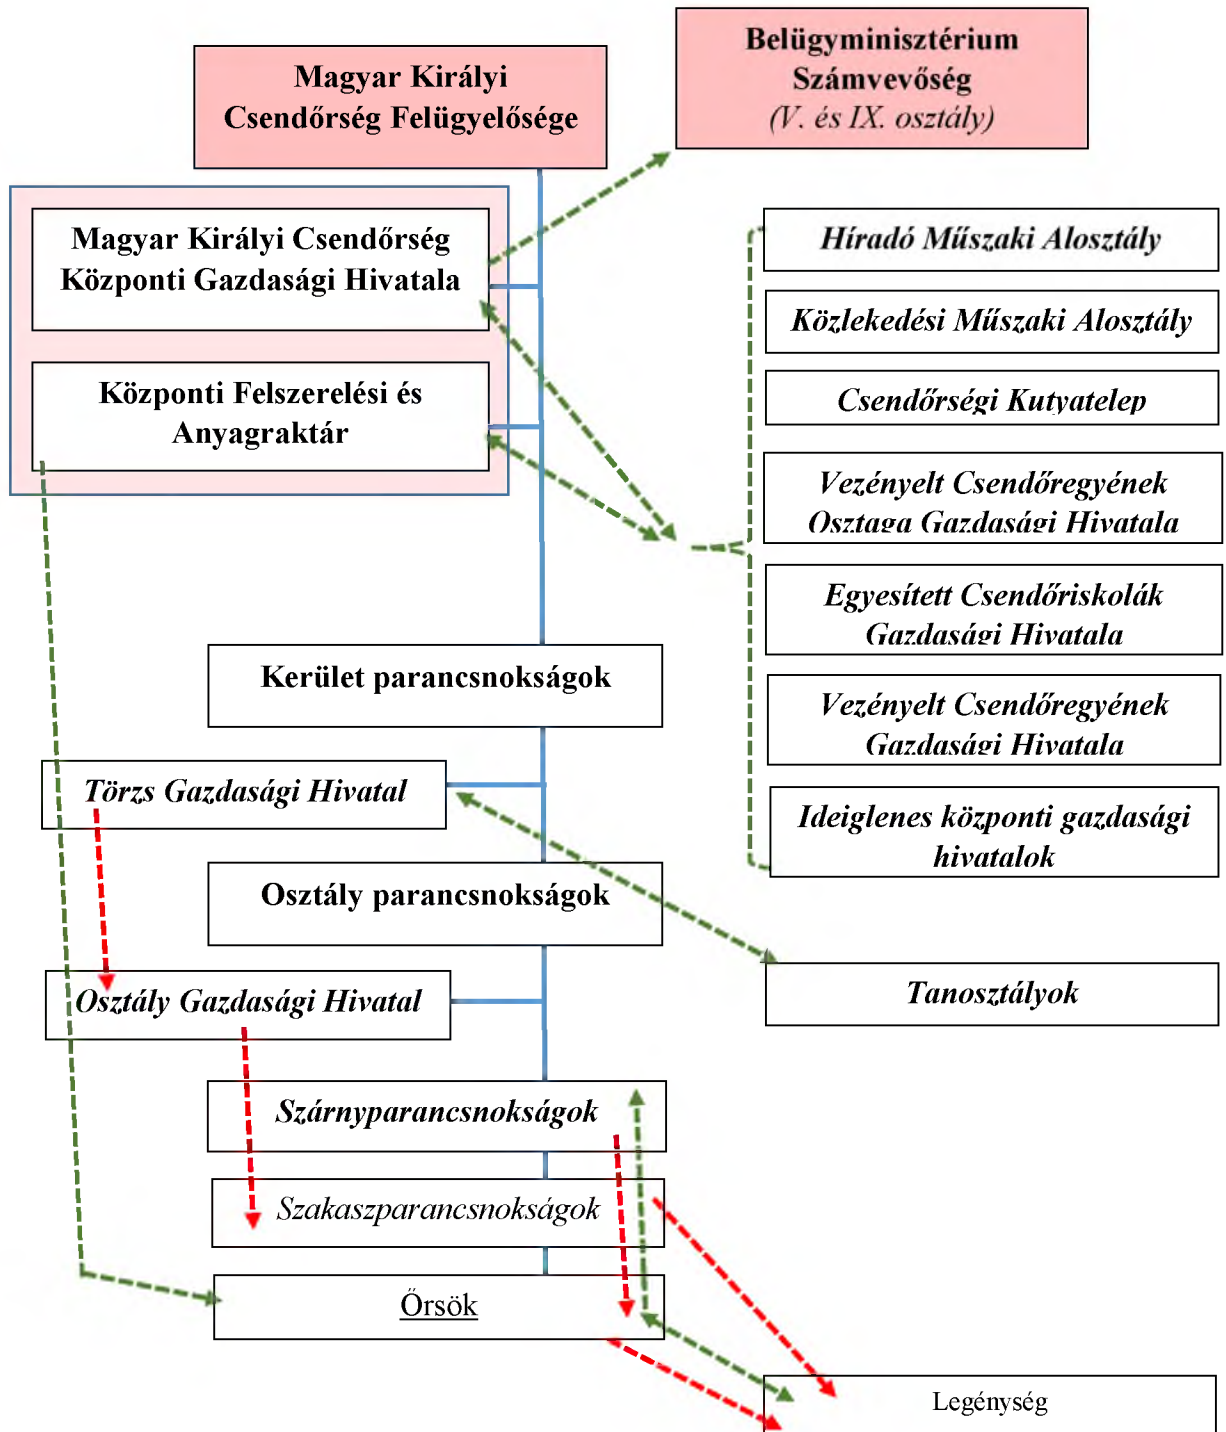 Magyar Királyi
Csendőrség Felügyelősége
Belügyminisztérium
Számvevőség
(V. és IX. osztály)
Magyar Királyi Csendőrség
Központi Gazdasági Hivatala
Központi Felszerelési és
Anyagraktár
Híradó Műszaki Alosztály
Közlekedési Műszaki Alosztály
Csendőrségi Kutyatelep
Vezényelt Csendőregyének
Osztaga Gazdasági Hivatala
Egyesített Csendőriskolák
Gazdasági Hivatala
Vezényelt Csendőregyének
Gazdasági Hivatala
Ideiglenes központi gazdasági
hivatalok
Kerület parancsnokságok
Törzs Gazdasági Hivatal
Osztály parancsnokságok
Osztály Gazdasági Hivatal
Tanosztályok
Szárnyparancsnokságok
Szakaszparancsnokságok
Őrsök
Legénység